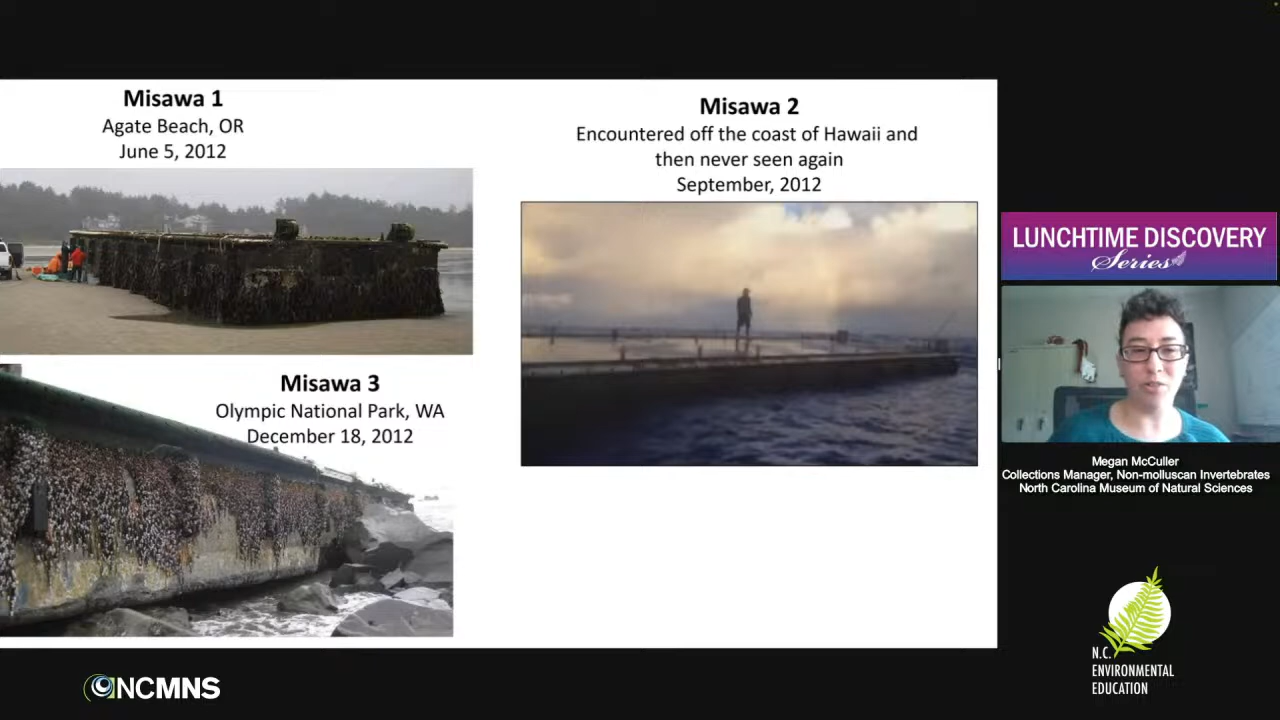 Misawa 1
Agate Beach, OR
June 5, 2012
Misawa 2
Encountered off the coast of Hawaii and
then never seen again
September, 2012
Misawa 3
Olympic National Park, WA
December 18, 2012
LUNCHTIME DISCOVERY
Series
Megan McCuller
Collections Manager, Non-molluscan Invertebrates
North Carolina Museum of Natural Sciences
NCMNS
N.C.
ENVIRONMENTAL
EDUCATION